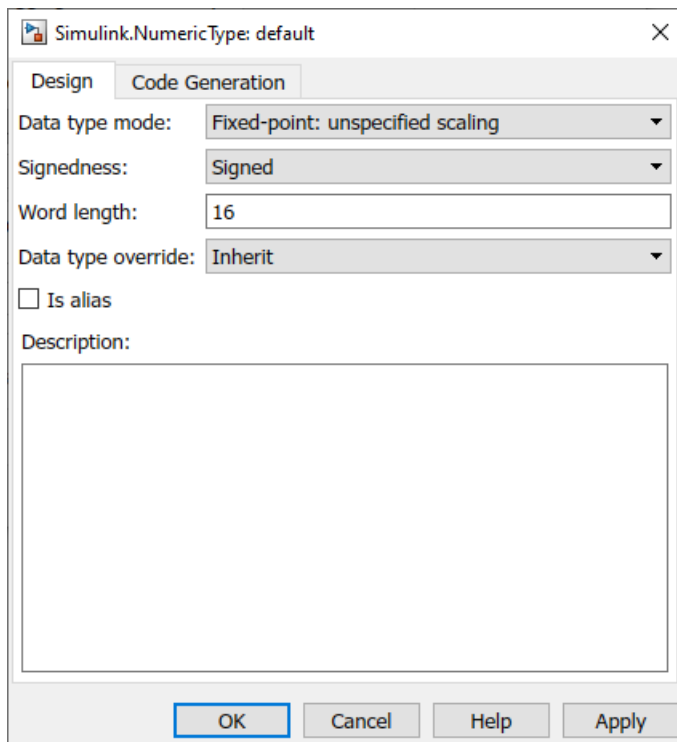 Simulink.NumericType: default
Design Code Generation
Data type mode: Fixed-point: unspecified scaling
Signedness: Signed
Word length: 16
Data type override: Inherit
Is alias
Description:
OK Cancel Help Apply